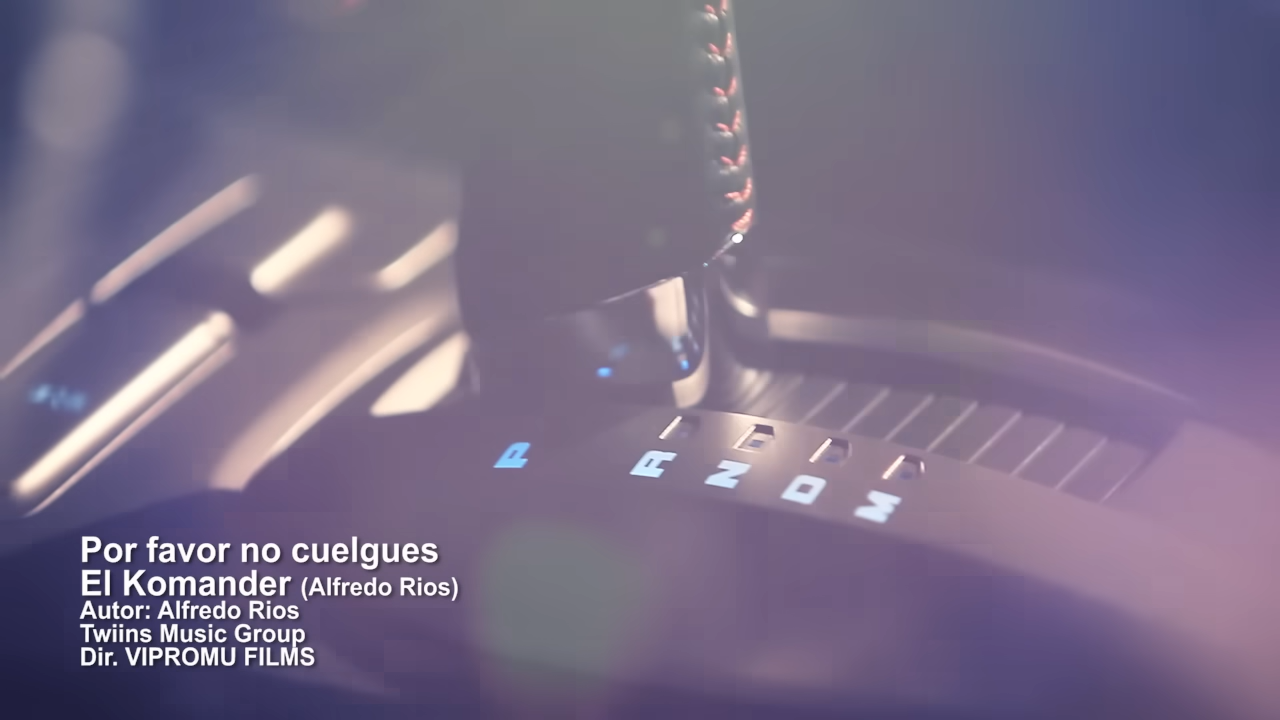 P R N D M
Por favor no cuelgues
El Komander (Alfredo Rios)
Autor: Alfredo Rios
Twiins Music Group
Dir. VIPROMU FILMS